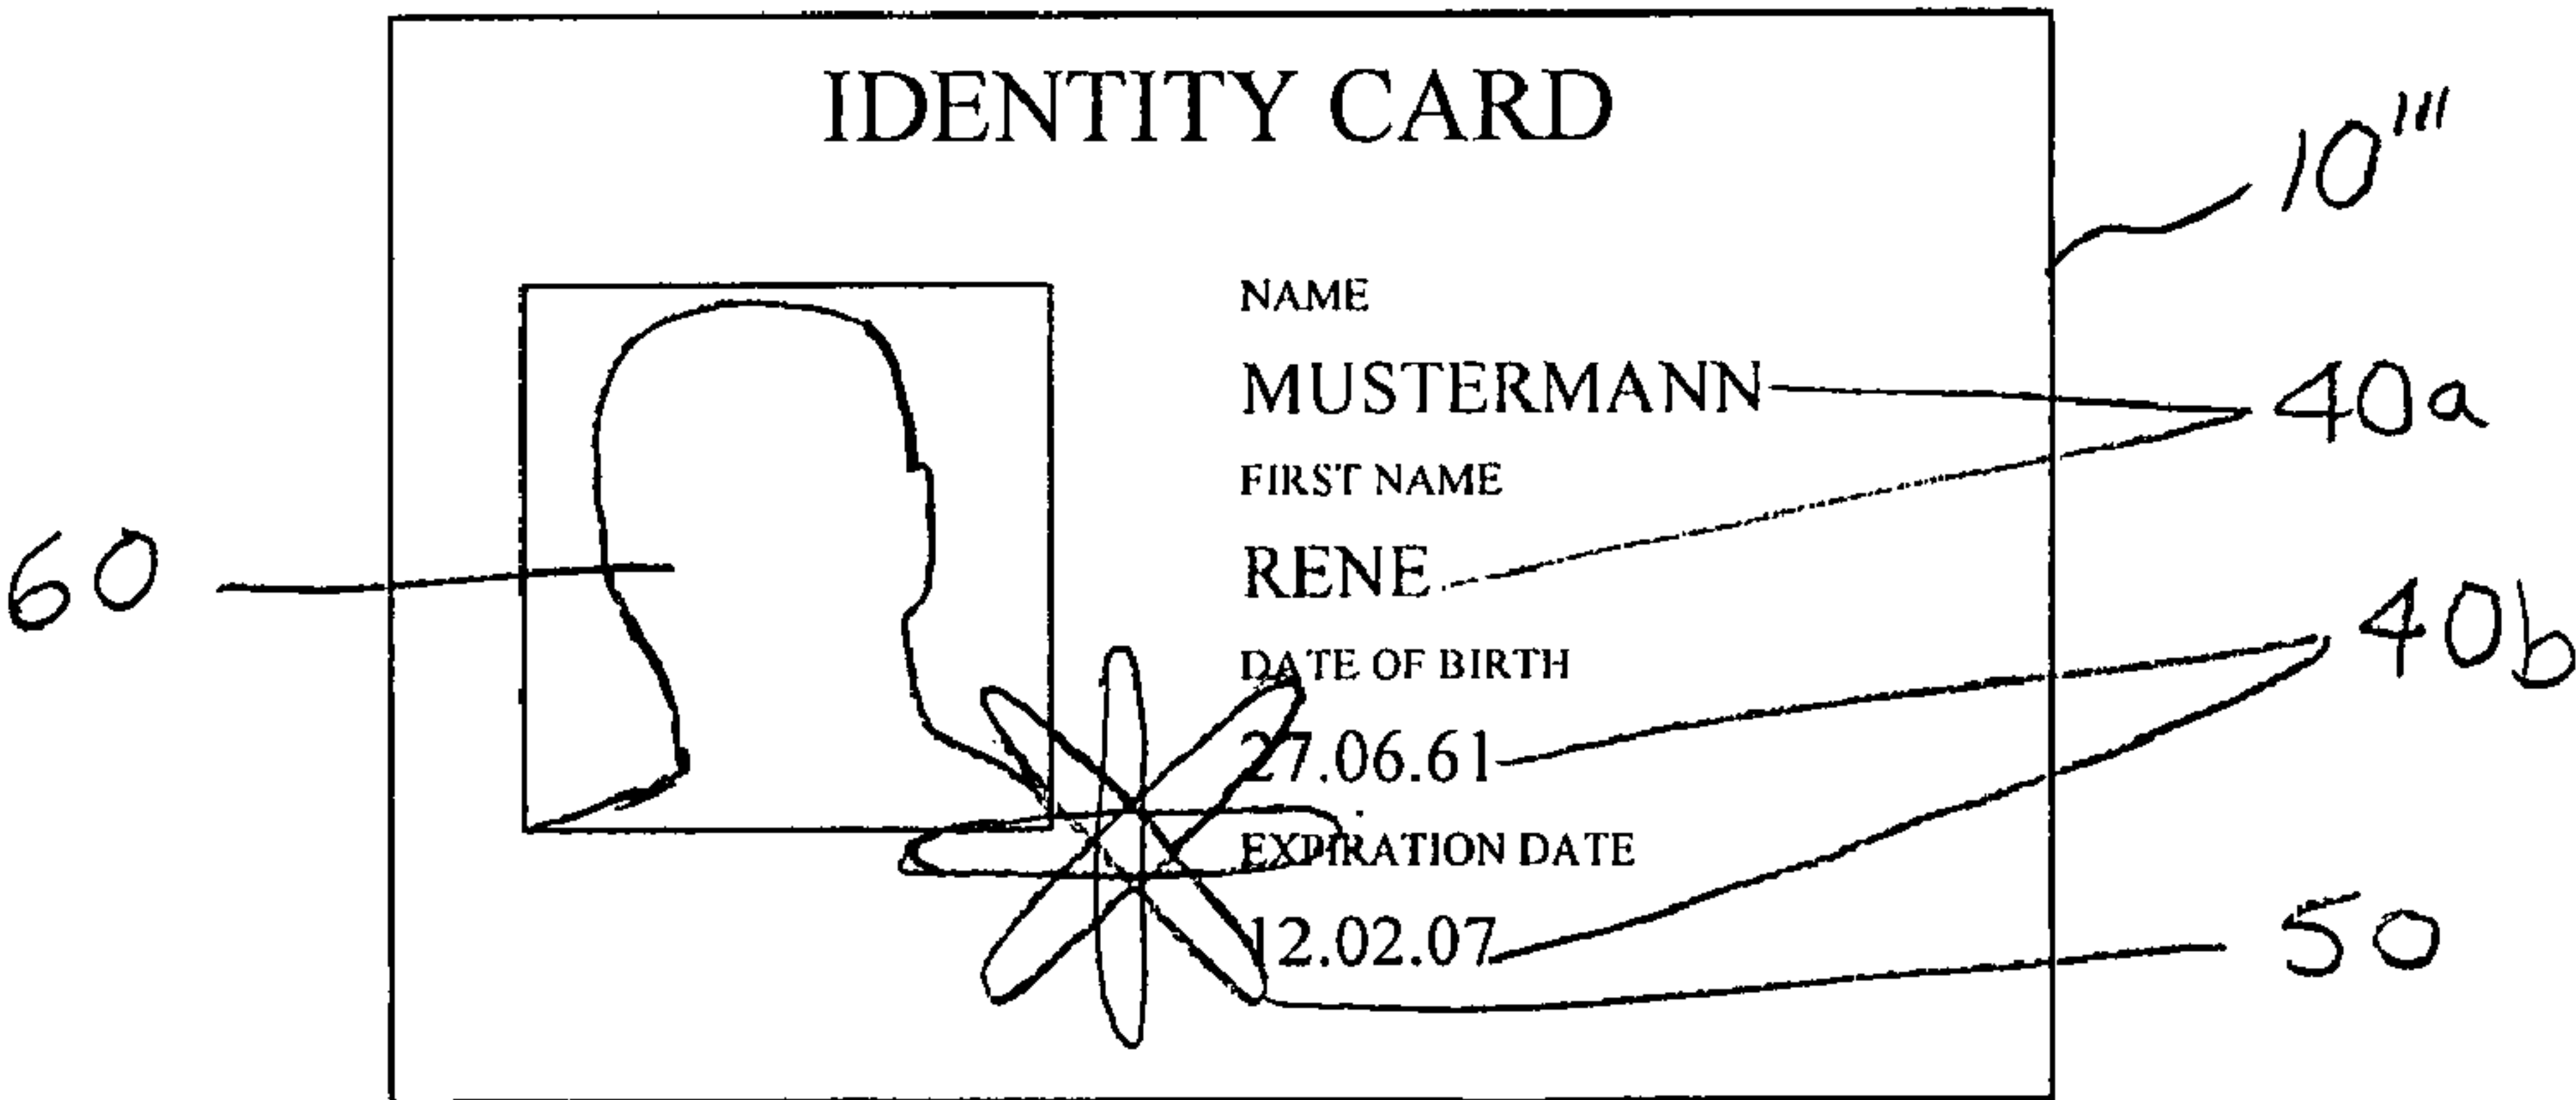 IDENTITY CARD
10'''
NAME
MUSTERMANN
40a
FIRST NAME
RENE
60
40b
DATE OF BIRTH
27.06.61
EXPIRATION DATE
12.02.07
50